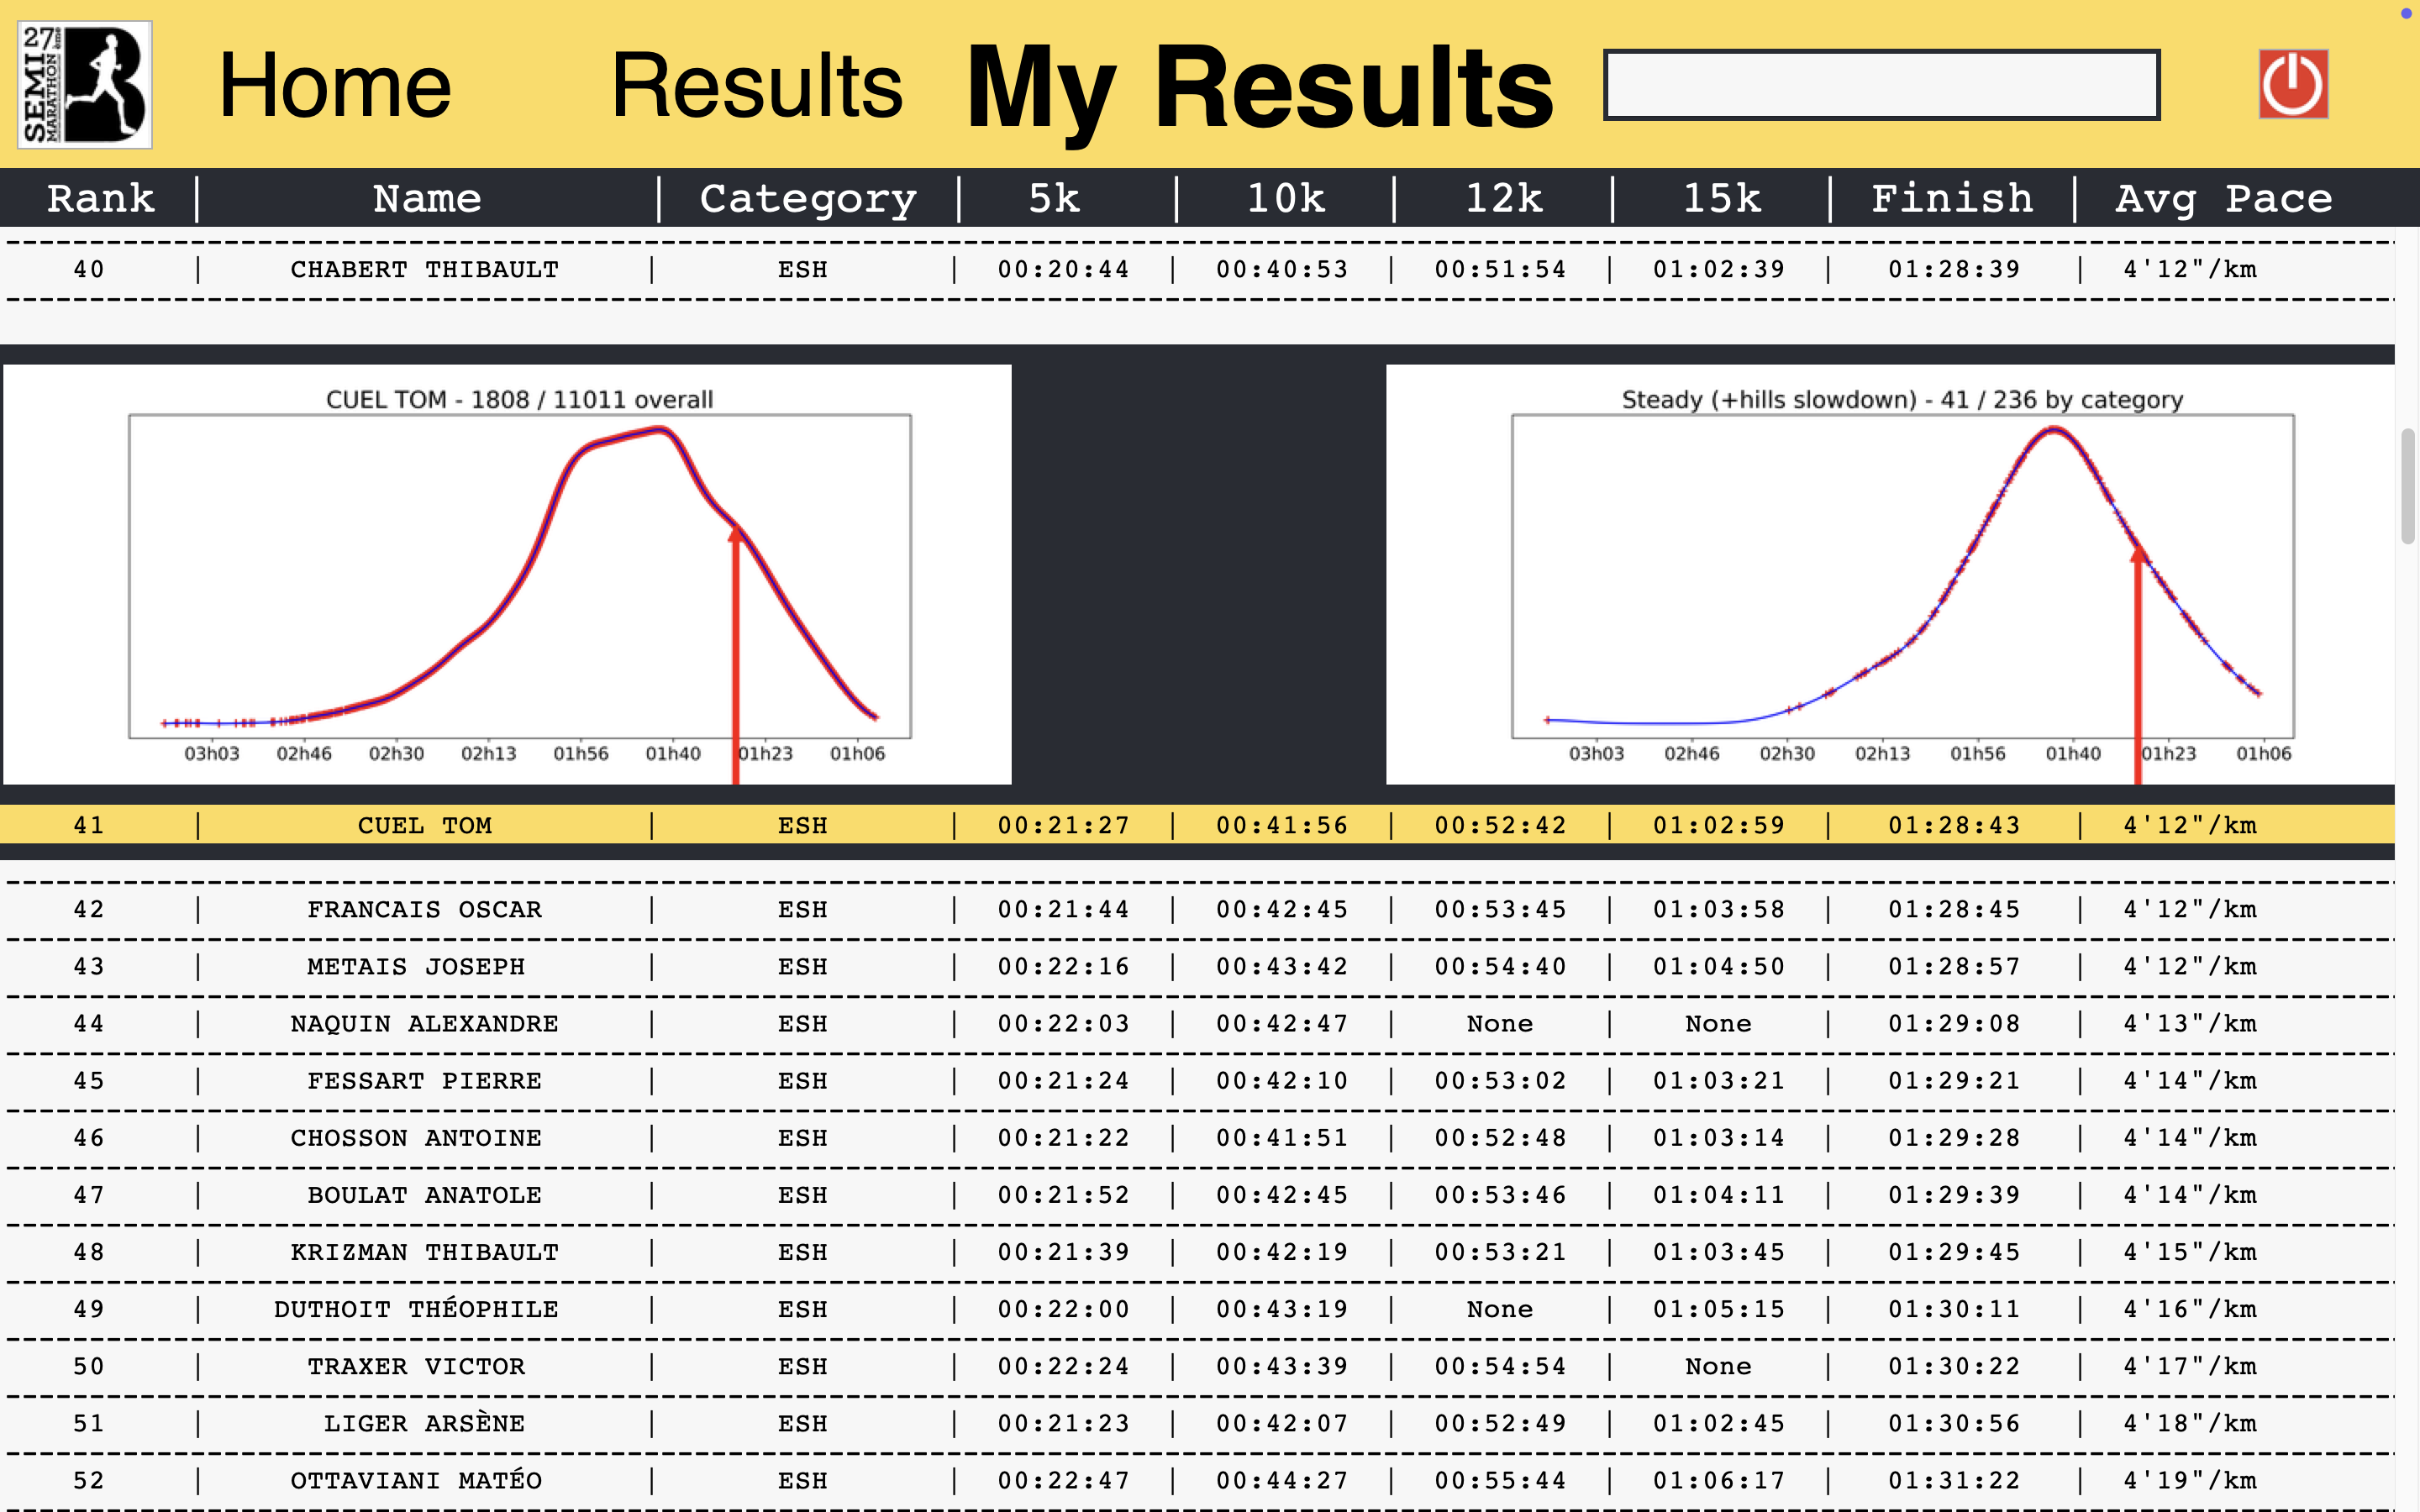 SEMI
MARATHON
27
ème
B
Home
Results
My Results
Rank | Name | Category | 5k | 10k | 12k | 15k | Finish | Avg Pace
40 | CHABERT THIBAULT | ESH | 00:20:44 | 00:40:53 | 00:51:54 | 01:02:39 | 01:28:39 | 4'12"/km
CUEL TOM - 1808 / 11011 overall
03h03 02h46 02h30 02h13 01h56 01h40 01h23 01h06
Steady (+hills slowdown) - 41 / 236 by category
03h03 02h46 02h30 02h13 01h56 01h40 01h23 01h06
41 | CUEL TOM | ESH | 00:21:27 | 00:41:56 | 00:52:42 | 01:02:59 | 01:28:43 | 4'12"/km
42 | FRANCAIS OSCAR | ESH | 00:21:44 | 00:42:45 | 00:53:45 | 01:03:58 | 01:28:45 | 4'12"/km
43 | METAIS JOSEPH | ESH | 00:22:16 | 00:43:42 | 00:54:40 | 01:04:50 | 01:28:57 | 4'12"/km
44 | NAQUIN ALEXANDRE | ESH | 00:22:03 | 00:42:47 | None | None | 01:29:08 | 4'13"/km
45 | FESSART PIERRE | ESH | 00:21:24 | 00:42:10 | 00:53:02 | 01:03:21 | 01:29:21 | 4'14"/km
46 | CHOSSON ANTOINE | ESH | 00:21:22 | 00:41:51 | 00:52:48 | 01:03:14 | 01:29:28 | 4'14"/km
47 | BOULAT ANATOLE | ESH | 00:21:52 | 00:42:45 | 00:53:46 | 01:04:11 | 01:29:39 | 4'14"/km
48 | KRIZMAN THIBAULT | ESH | 00:21:39 | 00:42:19 | 00:53:21 | 01:03:45 | 01:29:45 | 4'15"/km
49 | DUTHOIT THÉOPHILE | ESH | 00:22:00 | 00:43:19 | None | 01:05:15 | 01:30:11 | 4'16"/km
50 | TRAXER VICTOR | ESH | 00:22:24 | 00:43:39 | 00:54:54 | None | 01:30:22 | 4'17"/km
51 | LIGER ARSÈNE | ESH | 00:21:23 | 00:42:07 | 00:52:49 | 01:02:45 | 01:30:56 | 4'18"/km
52 | OTTAVIANI MATÉO | ESH | 00:22:47 | 00:44:27 | 00:55:44 | 01:06:17 | 01:31:22 | 4'19"/km